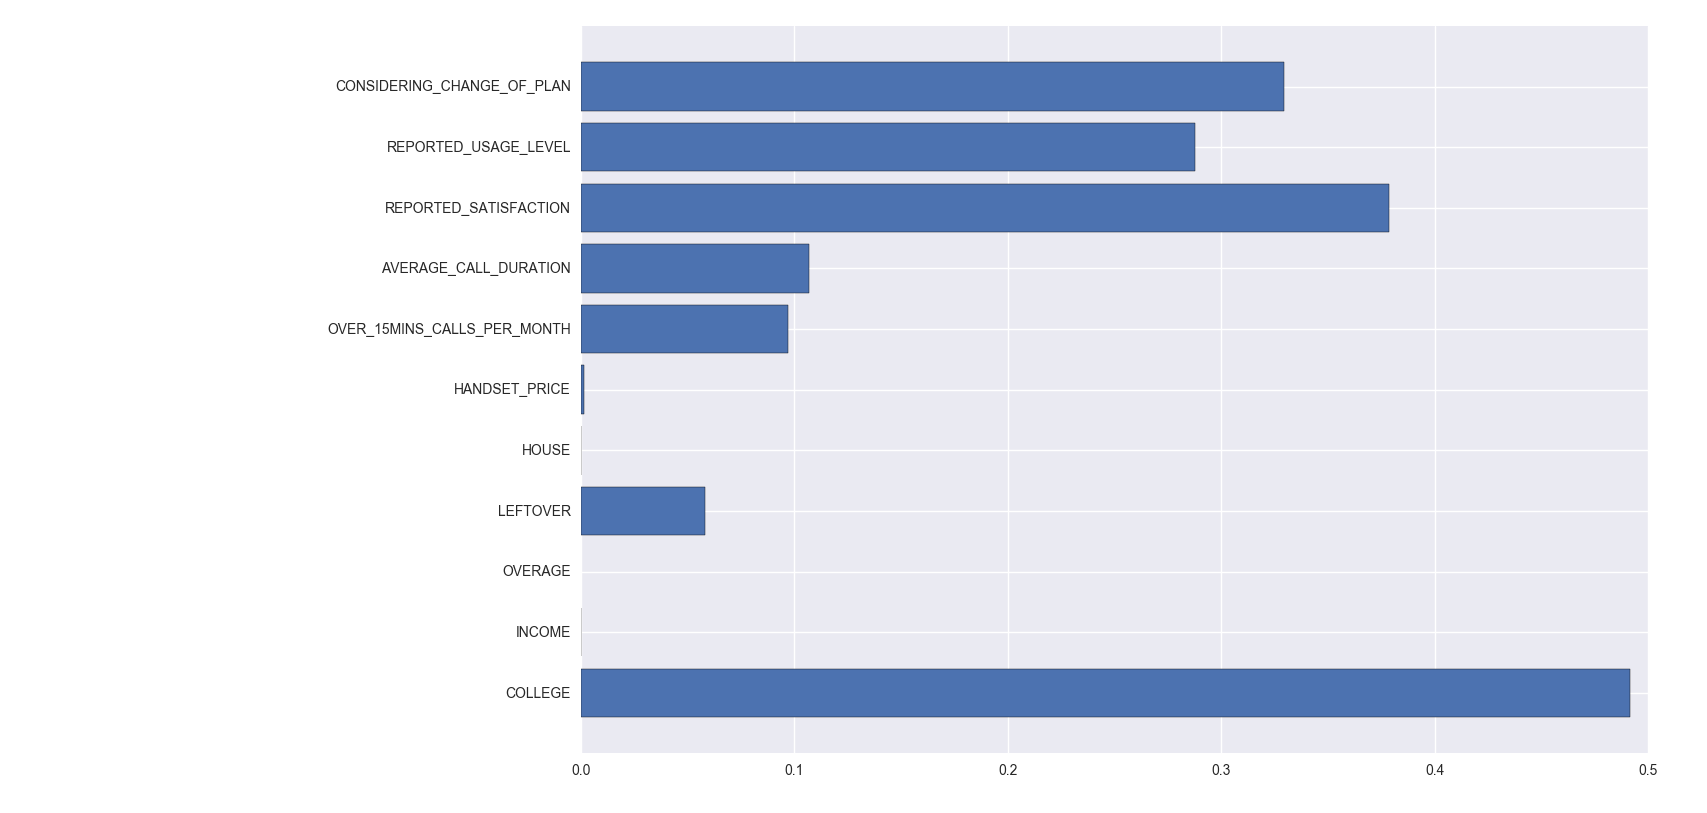 CONSIDERING_CHANGE_OF_PLAN
REPORTED_USAGE_LEVEL
REPORTED_SATISFACTION
AVERAGE_CALL_DURATION
OVER_15MINS_CALLS_PER_MONTH
HANDSET_PRICE
HOUSE
LEFTOVER
OVERAGE
INCOME
COLLEGE
0.0 0.1 0.2 0.3 0.4 0.5